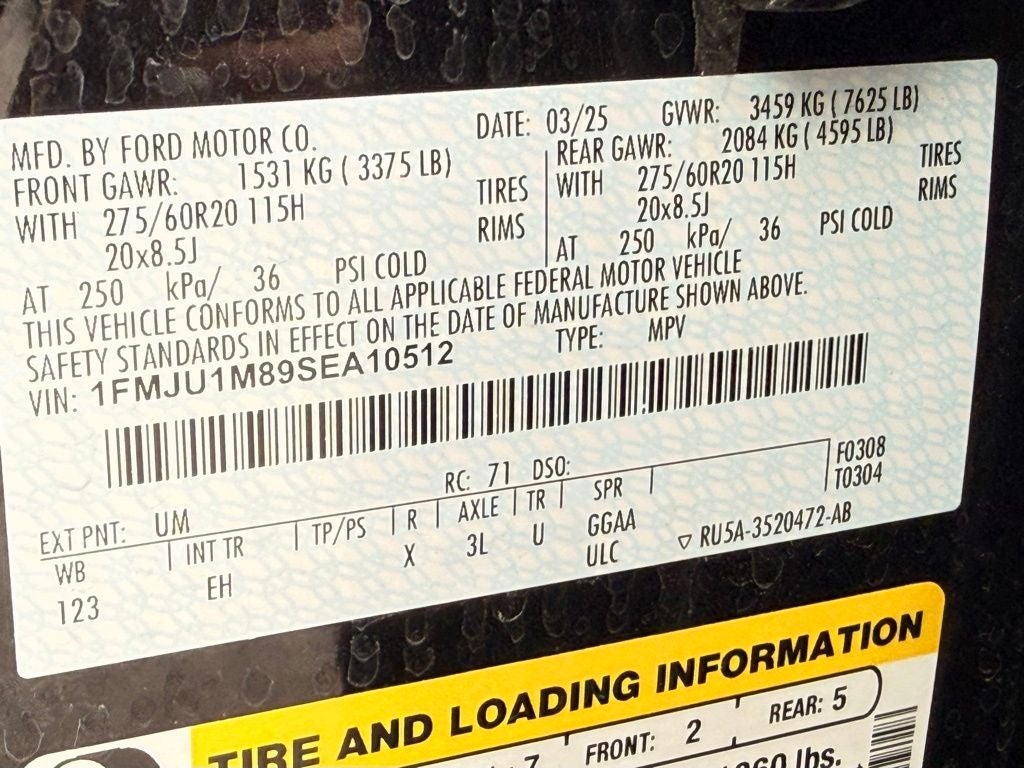 MFD. BY FORD MOTOR CO. DATE: 03/25 GVWR: 3459 KG ( 7625 LB)
FRONT GAWR: 1531 KG ( 3375 LB) REAR GAWR: 2084 KG ( 4595 LB)
WITH 275/60R20 115H TIRES WITH 275/60R20 115H TIRES
20x8.5J RIMS 20x8.5J RIMS
AT 250 kPa/ 36 PSI COLD AT 250 kPa/ 36 PSI COLD
THIS VEHICLE CONFORMS TO ALL APPLICABLE FEDERAL MOTOR VEHICLE
SAFETY STANDARDS IN EFFECT ON THE DATE OF MANUFACTURE SHOWN ABOVE.
VIN: 1FMJU1M89SEA10512 TYPE: MPV
EXT PNT: UM RC: 71 DSO: F0308
WB INT TR TP/PS R AXLE TR SPR T0304
123 EH X 3L U GGAA
ULC ▽ RU5A-3520472-AB
TIRE AND LOADING INFORMATION
7 FRONT: 2 REAR: 5
lbs.